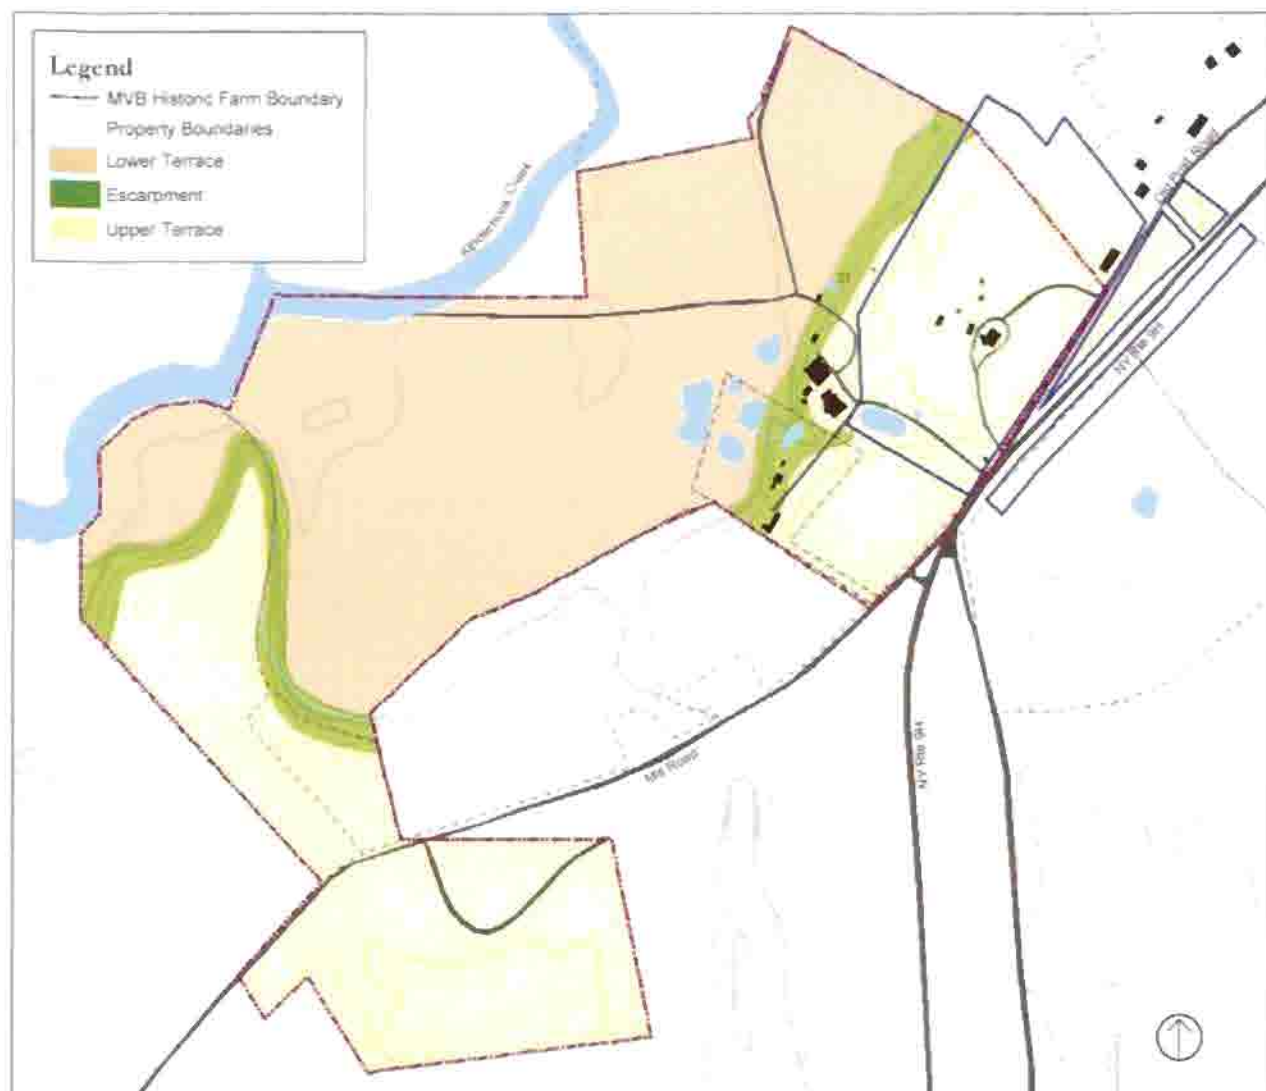 Legend
MVB Historic Farm Boundary
Property Boundaries
Lower Terrace
Escarpment
Upper Terrace
Kinderhook Creek
Old Post Road
NY Rte 9H
Mill Road
NY Rte 9H